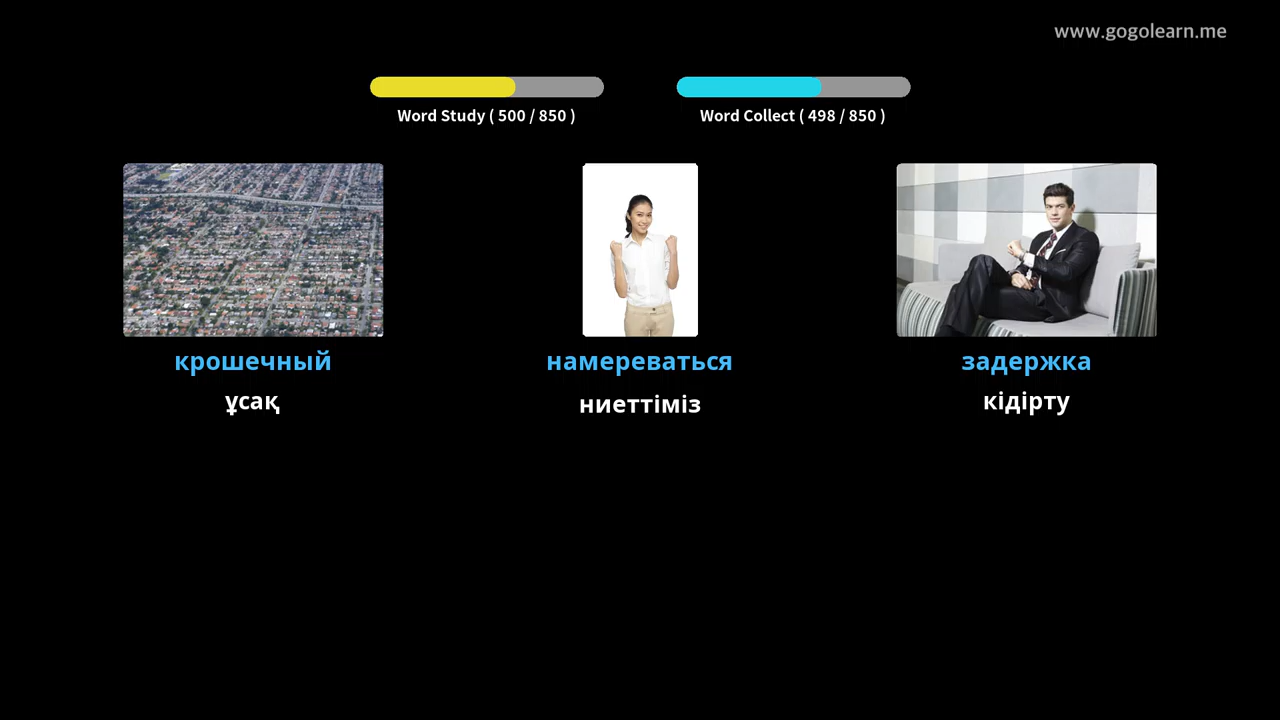 www.gogolearn.me
Word Study ( 500 / 850 )
Word Collect ( 498 / 850 )
крошечный
ұсақ
намереваться
ниеттіміз
задержка
кідірту